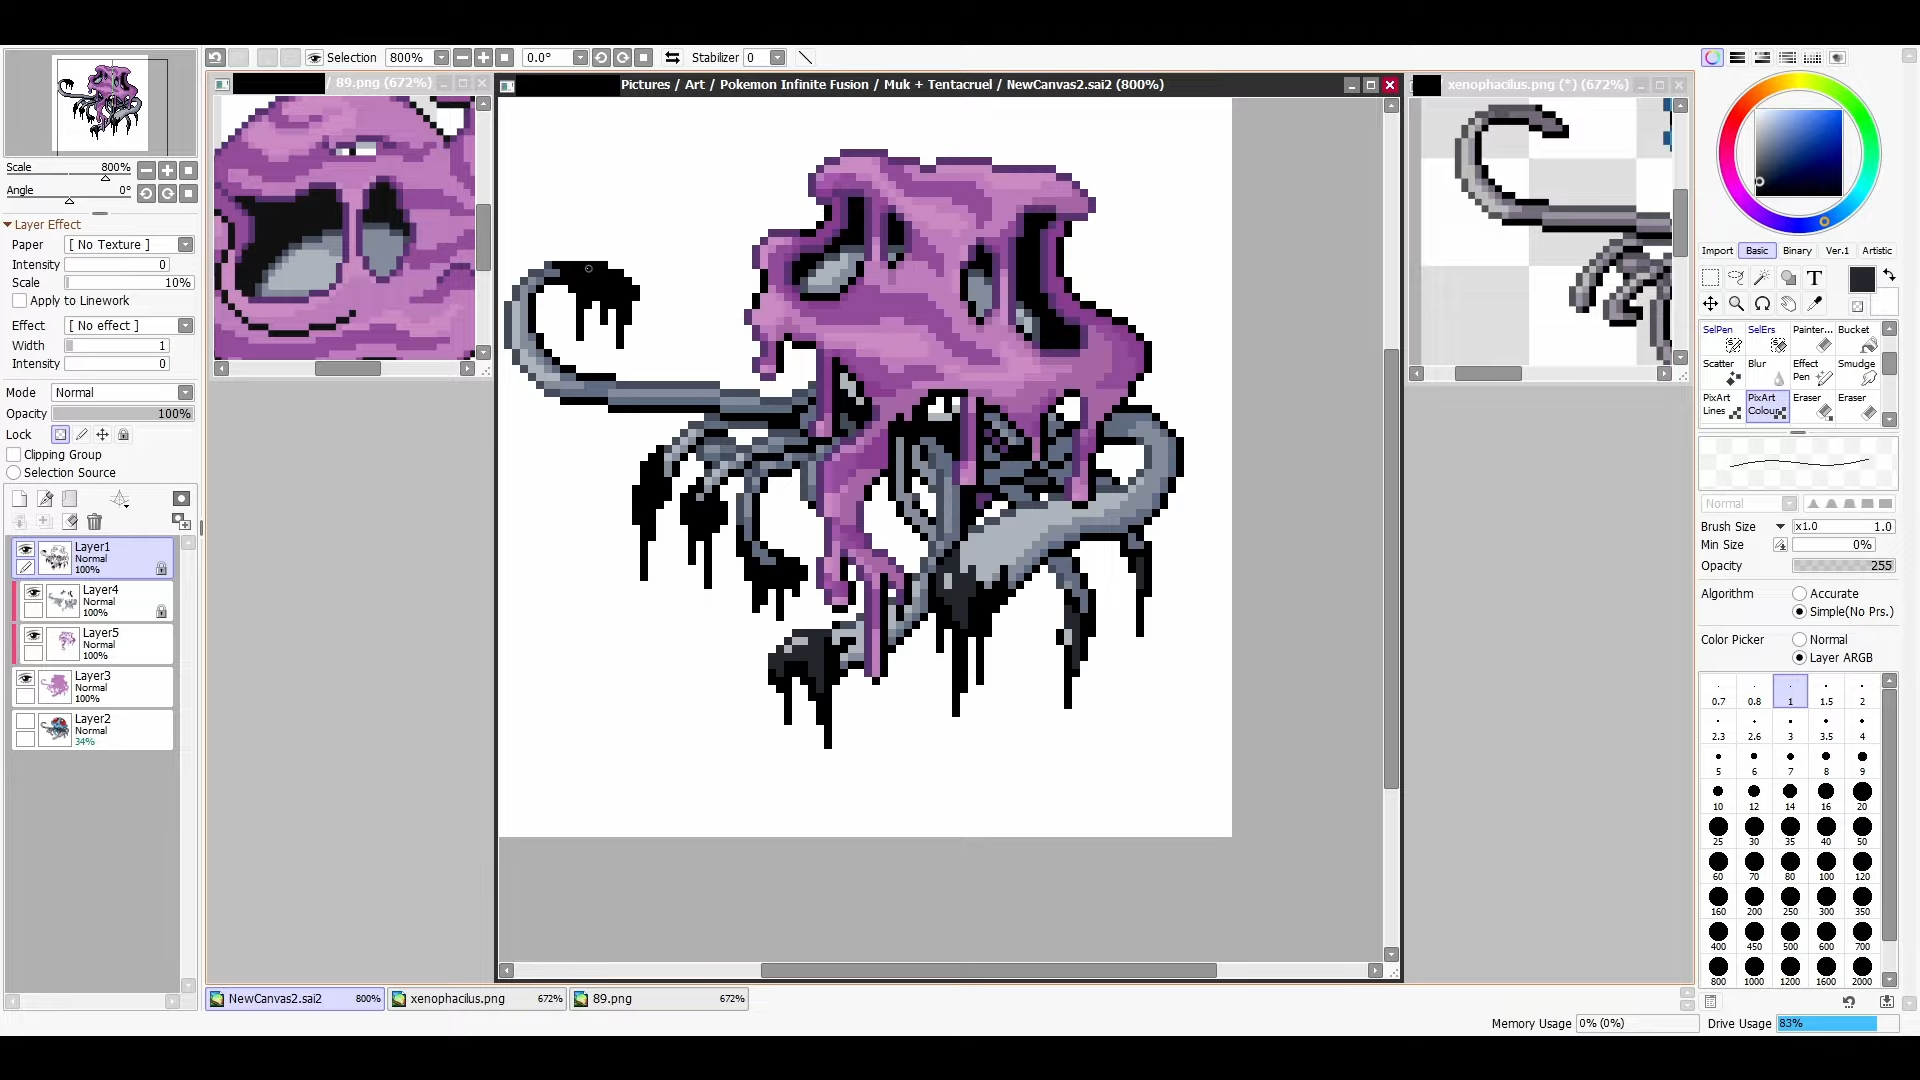 Selection 800% 0.0° Stabilizer 0
/ 89.png (672%)
Pictures / Art / Pokemon Infinite Fusion / Muk + Tentacruel / NewCanvas2.sai2 (800%)
xenophacilus.png (*) (672%)
Scale 800%
Angle 0°
Layer Effect
Paper [ No Texture ]
Intensity 0
Scale 10%
Apply to Linework
Effect [ No effect ]
Width 1
Intensity 0
Mode Normal
Opacity 100%
Lock
Clipping Group
Selection Source
Layer1
Normal
100%
Layer4
Normal
100%
Layer5
Normal
100%
Layer3
Normal
100%
Layer2
Normal
34%
Import Basic Binary Ver.1 Artistic
T
SelPen SelErs Painter... Bucket
Scatter Blur Effect Pen Smudge
PixArt Lines PixArt Colour Eraser Eraser
Normal
Brush Size x1.0 1.0
Min Size 0%
Opacity 255
Algorithm Accurate
Simple(No Prs.)
Color Picker Normal
Layer ARGB
0.7 0.8 1 1.5 2
2.3 2.6 3 3.5 4
5 6 7 8 9
10 12 14 16 20
25 30 35 40 50
60 70 80 100 120
160 200 250 300 350
400 450 500 600 700
800 1000 1200 1600 2000
NewCanvas2.sai2 800% xenophacilus.png 672% 89.png 672%
Memory Usage 0% (0%) Drive Usage 83%